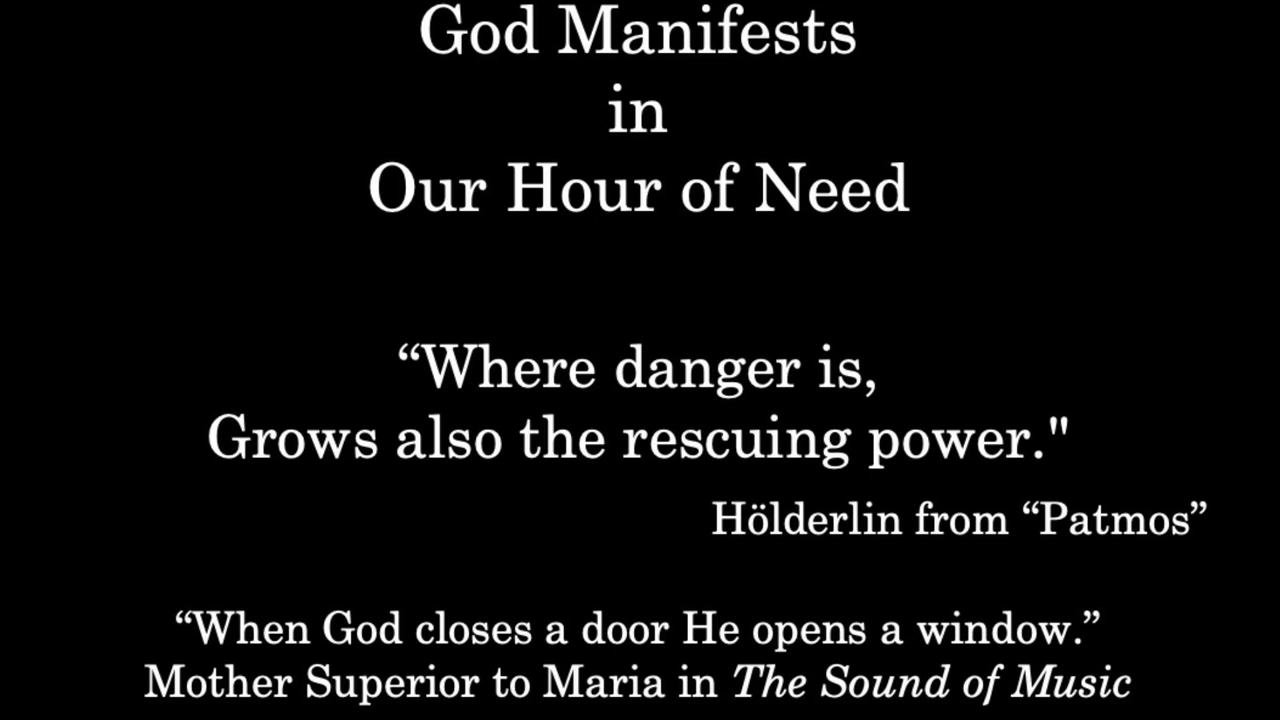 God Manifests
in
Our Hour of Need
“Where danger is,
Grows also the rescuing power."
Hölderlin from “Patmos”
“When God closes a door He opens a window.”
Mother Superior to Maria in The Sound of Music